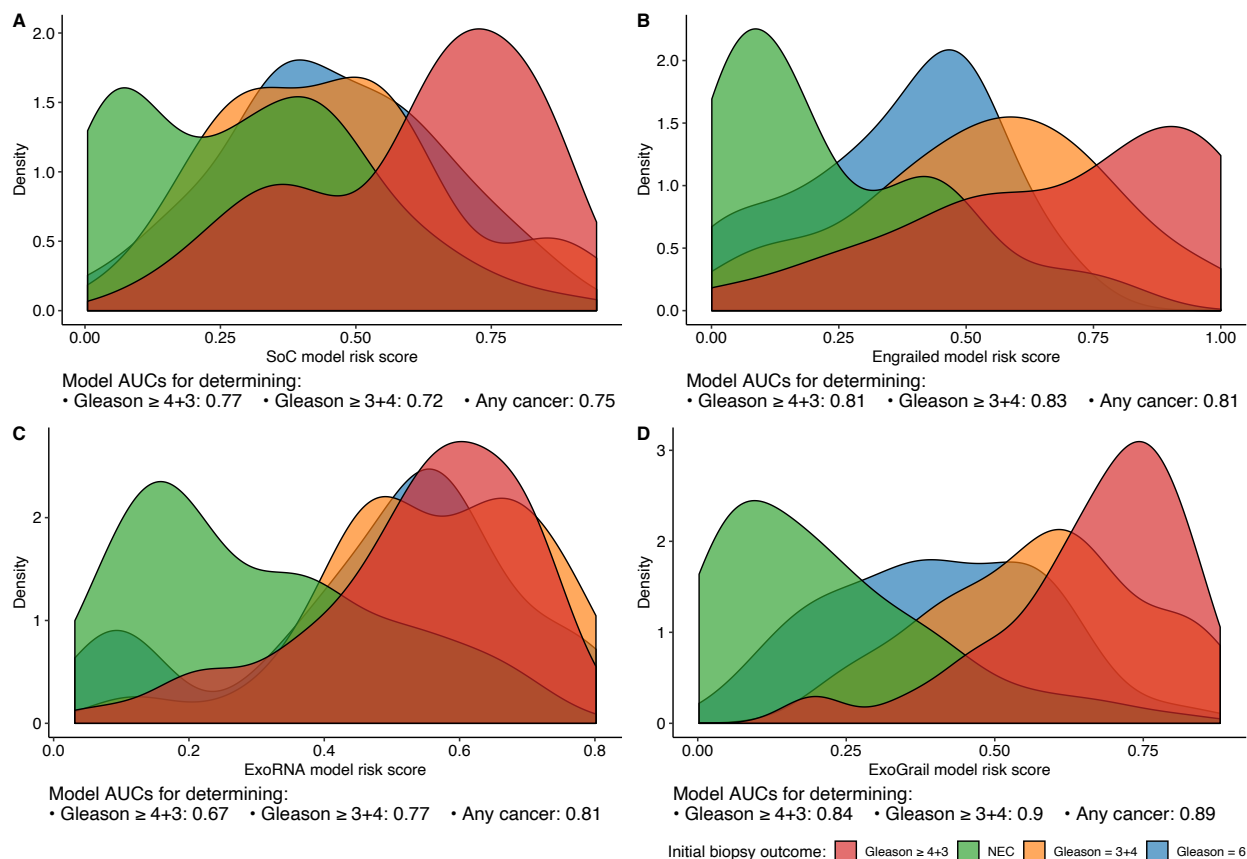 A
Density
2.0
1.5
1.0
0.5
0.0
0.00 0.25 0.50 0.75
SoC model risk score
Model AUCs for determining:
• Gleason ≥ 4+3: 0.77 • Gleason ≥ 3+4: 0.72 • Any cancer: 0.75
B
Density
2.0
1.5
1.0
0.5
0.0
0.00 0.25 0.50 0.75 1.00
Engrailed model risk score
Model AUCs for determining:
• Gleason ≥ 4+3: 0.81 • Gleason ≥ 3+4: 0.83 • Any cancer: 0.81
C
Density
2
1
0
0.0 0.2 0.4 0.6 0.8
ExoRNA model risk score
Model AUCs for determining:
• Gleason ≥ 4+3: 0.67 • Gleason ≥ 3+4: 0.77 • Any cancer: 0.81
D
Density
3
2
1
0
0.00 0.25 0.50 0.75
ExoGrail model risk score
Model AUCs for determining:
• Gleason ≥ 4+3: 0.84 • Gleason ≥ 3+4: 0.9 • Any cancer: 0.89
Initial biopsy outcome: Gleason ≥ 4+3 NEC Gleason = 3+4 Gleason = 6